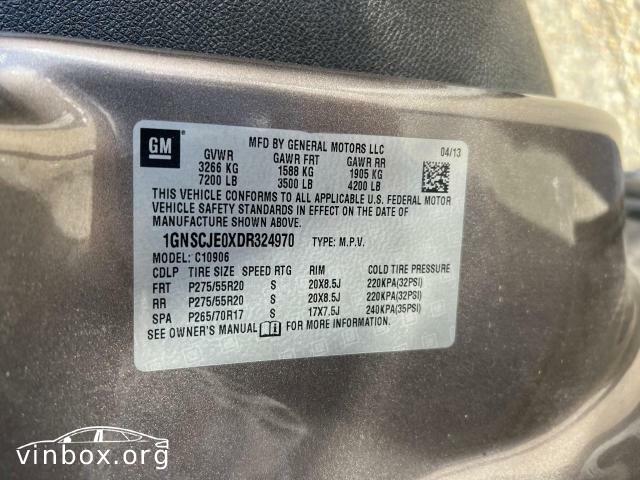 GM
MFD BY GENERAL MOTORS LLC
04/13
GVWR GAWR FRT GAWR RR
3266 KG 1588 KG 1905 KG
7200 LB 3500 LB 4200 LB
THIS VEHICLE CONFORMS TO ALL APPLICABLE U.S. FEDERAL MOTOR
VEHICLE SAFETY STANDARDS IN EFFECT ON THE DATE OF
MANUFACTURE SHOWN ABOVE.
1GNSCJE0XDR324970 TYPE: M.P.V.
MODEL: C10906
CDLP TIRE SIZE SPEED RTG RIM COLD TIRE PRESSURE
FRT P275/55R20 S 20X8.5J 220KPA(32PSI)
RR P275/55R20 S 20X8.5J 220KPA(32PSI)
SPA P265/70R17 S 17X7.5J 240KPA(35PSI)
SEE OWNER'S MANUAL FOR MORE INFORMATION.
vinbox.org